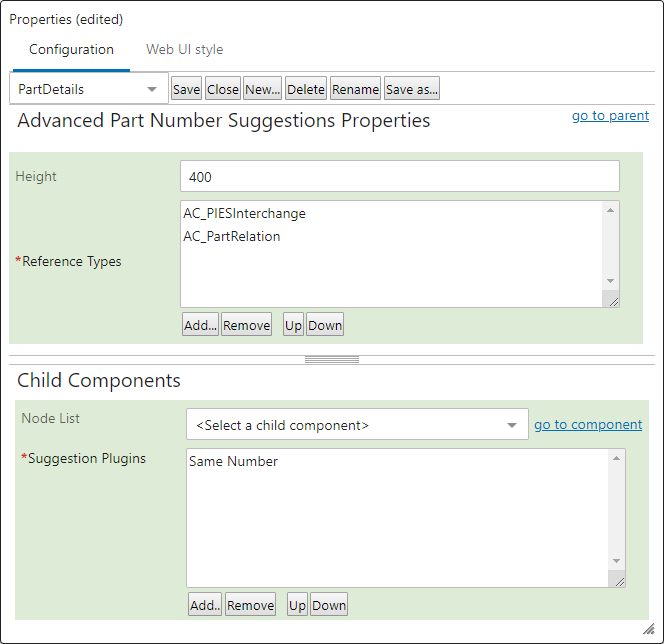 Properties (edited)
Configuration Web UI style
PartDetails Save Close New... Delete Rename Save as...
Advanced Part Number Suggestions Properties go to parent
Height 400
AC_PIESInterchange
AC_PartRelation
*Reference Types
Add... Remove Up Down
Child Components
Node List <Select a child component> go to component
*Suggestion Plugins Same Number
Add.. Remove Up Down